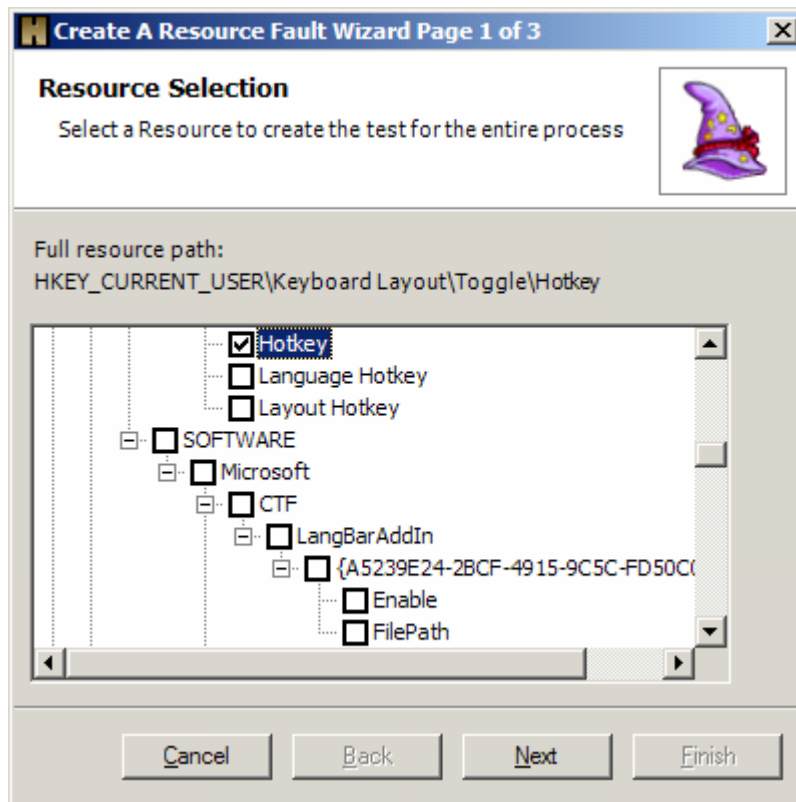 Create A Resource Fault Wizard Page 1 of 3
Resource Selection
Select a Resource to create the test for the entire process
Full resource path:
HKEY_CURRENT_USER\Keyboard Layout\Toggle\Hotkey
Hotkey
Language Hotkey
Layout Hotkey
SOFTWARE
Microsoft
CTF
LangBarAddIn
{A5239E24-2BCF-4915-9C5C-FD50C0
Enable
FilePath
Cancel Back Next Finish